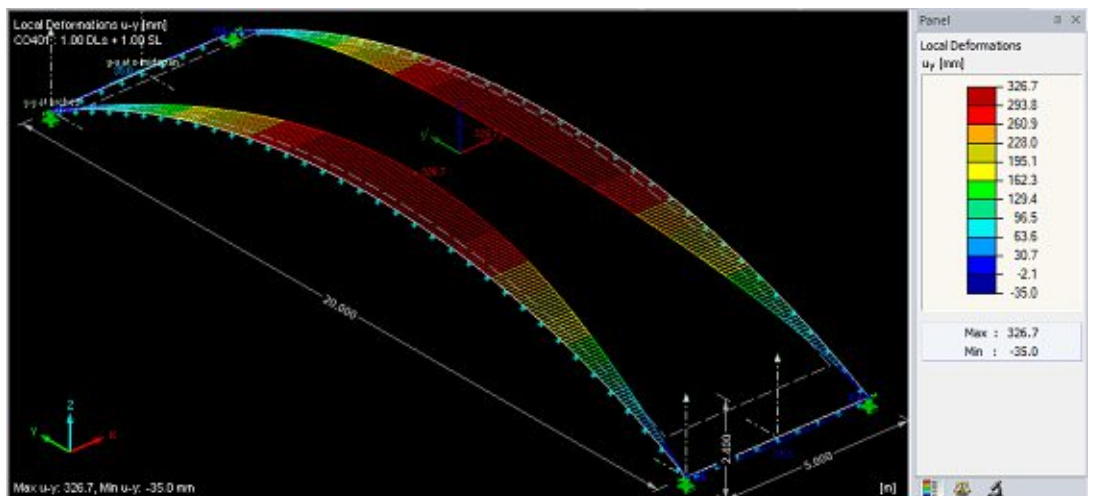 Local Deformations u-y [mm]
CO401 : 1.00 DLs + 1.00 SL
y
326.7
20.000
2.400
5.000
Z
Y
X
Max u-y: 326.7, Min u-y: -35.0 mm
[m]
Panel
Local Deformations
uy [mm]
326.7
293.8
260.9
228.0
195.1
162.3
129.4
96.5
63.6
30.7
-2.1
-35.0
Max : 326.7
Min : -35.0